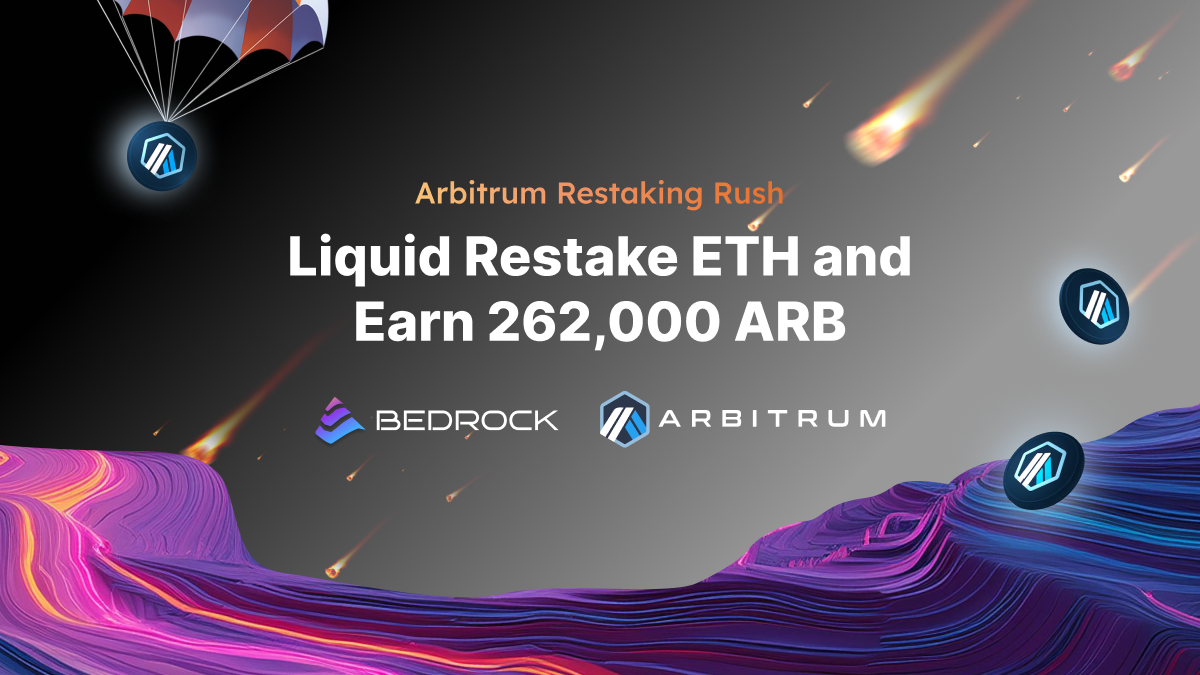 Arbitrum Restaking Rush
Liquid Restake ETH and
Earn 262,000 ARB
BEDROCK ARBITRUM